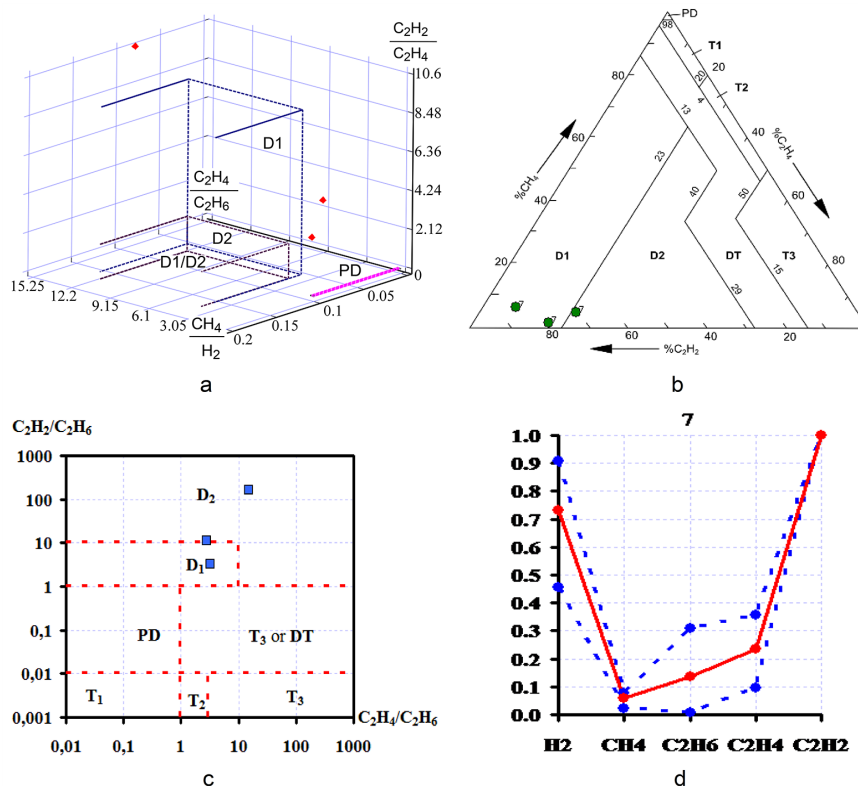 C₂H₂
C₂H₄
10.6
8.48
6.36
4.24
2.12
0
D1
C₂H₄
C₂H₆
D2
D1/D2
PD
15.25
12.2
9.15
6.1
3.05
CH₄
H₂
0.2
0.15
0.1
0.05
a
PD
98
T1
20
20
T2
4
80
13
40
%C₂H₄
60
23
%CH₄
40
50
60
40
20
D1
D2
DT
T3
80
29
15
7
7
7
80
60
40
20
%C₂H₂
b
C₂H₂/C₂H₆
1000
100
10
1
0,1
0,01
0,001
D₂
D₁
PD
T₃ or DT
T₁
T₂
T₃
C₂H₄/C₂H₆
0,01
0,1
1
10
100
1000
c
7
1.0
0.9
0.8
0.7
0.6
0.5
0.4
0.3
0.2
0.1
0.0
H2
CH4
C2H6
C2H4
C2H2
d